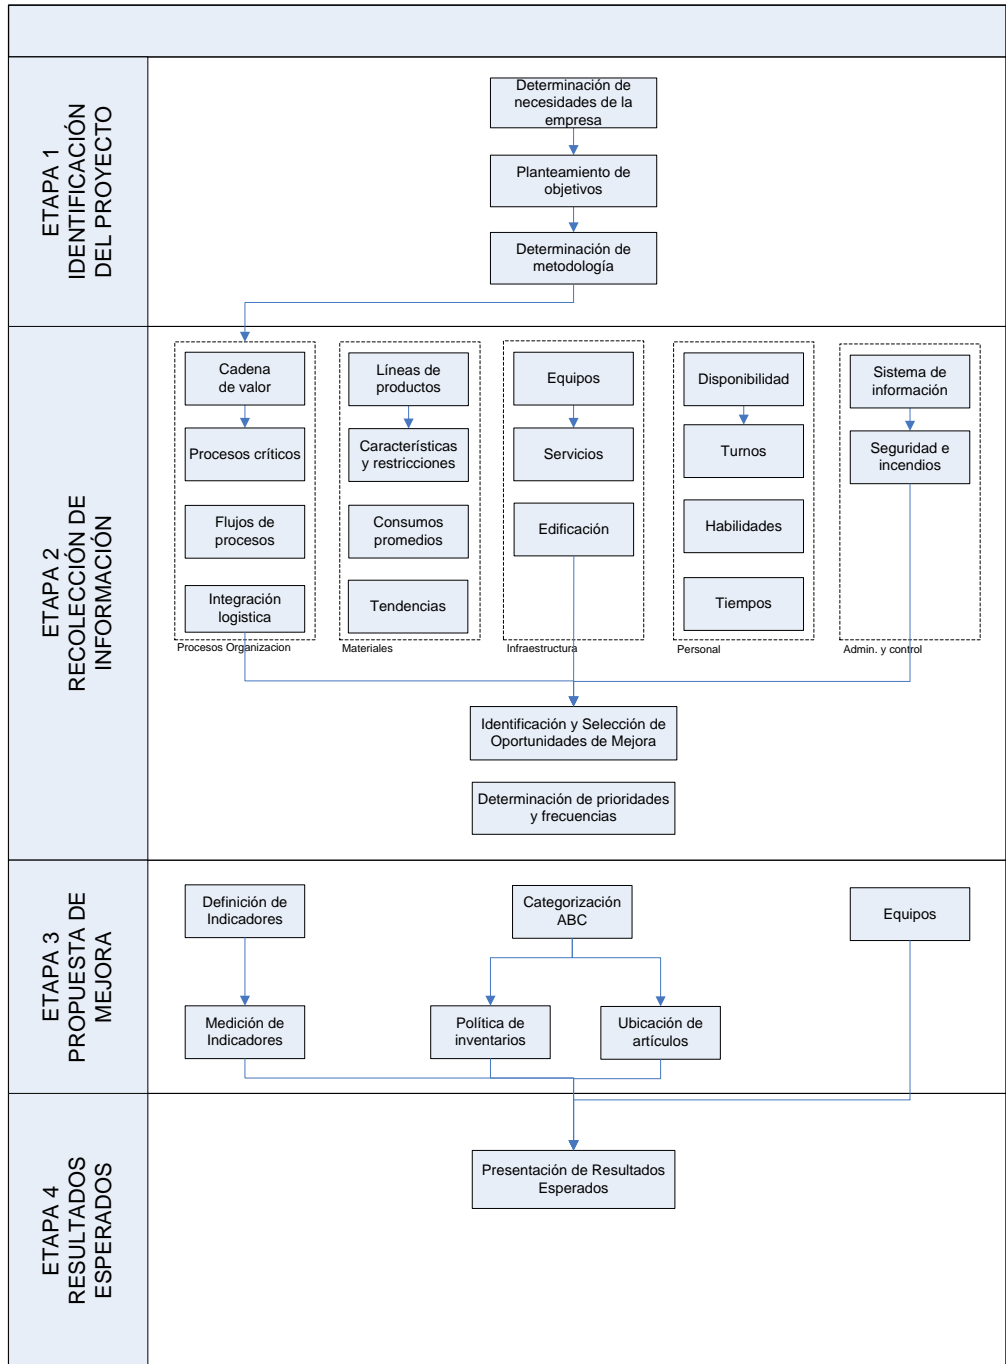 ETAPA 1
IDENTIFICACIÓN
DEL PROYECTO
Determinación de
necesidades de la
empresa
Planteamiento de
objetivos
Determinación de
metodología
ETAPA 2
RECOLECCIÓN DE
INFORMACIÓN
Cadena
de valor
Procesos críticos
Flujos de
procesos
Integración
logistica
Procesos Organizacion
Líneas de
productos
Características
y restricciones
Consumos
promedios
Tendencias
Materiales
Equipos
Servicios
Edificación
Infraestructura
Disponibilidad
Turnos
Habilidades
Tiempos
Personal
Sistema de
información
Seguridad e
incendios
Admin. y control
Identificación y Selección de
Oportunidades de Mejora
Determinación de prioridades
y frecuencias
ETAPA 3
PROPUESTA DE
MEJORA
Definición de
Indicadores
Categorización
ABC
Equipos
Medición de
Indicadores
Política de
inventarios
Ubicación de
artículos
ETAPA 4
RESULTADOS
ESPERADOS
Presentación de Resultados
Esperados